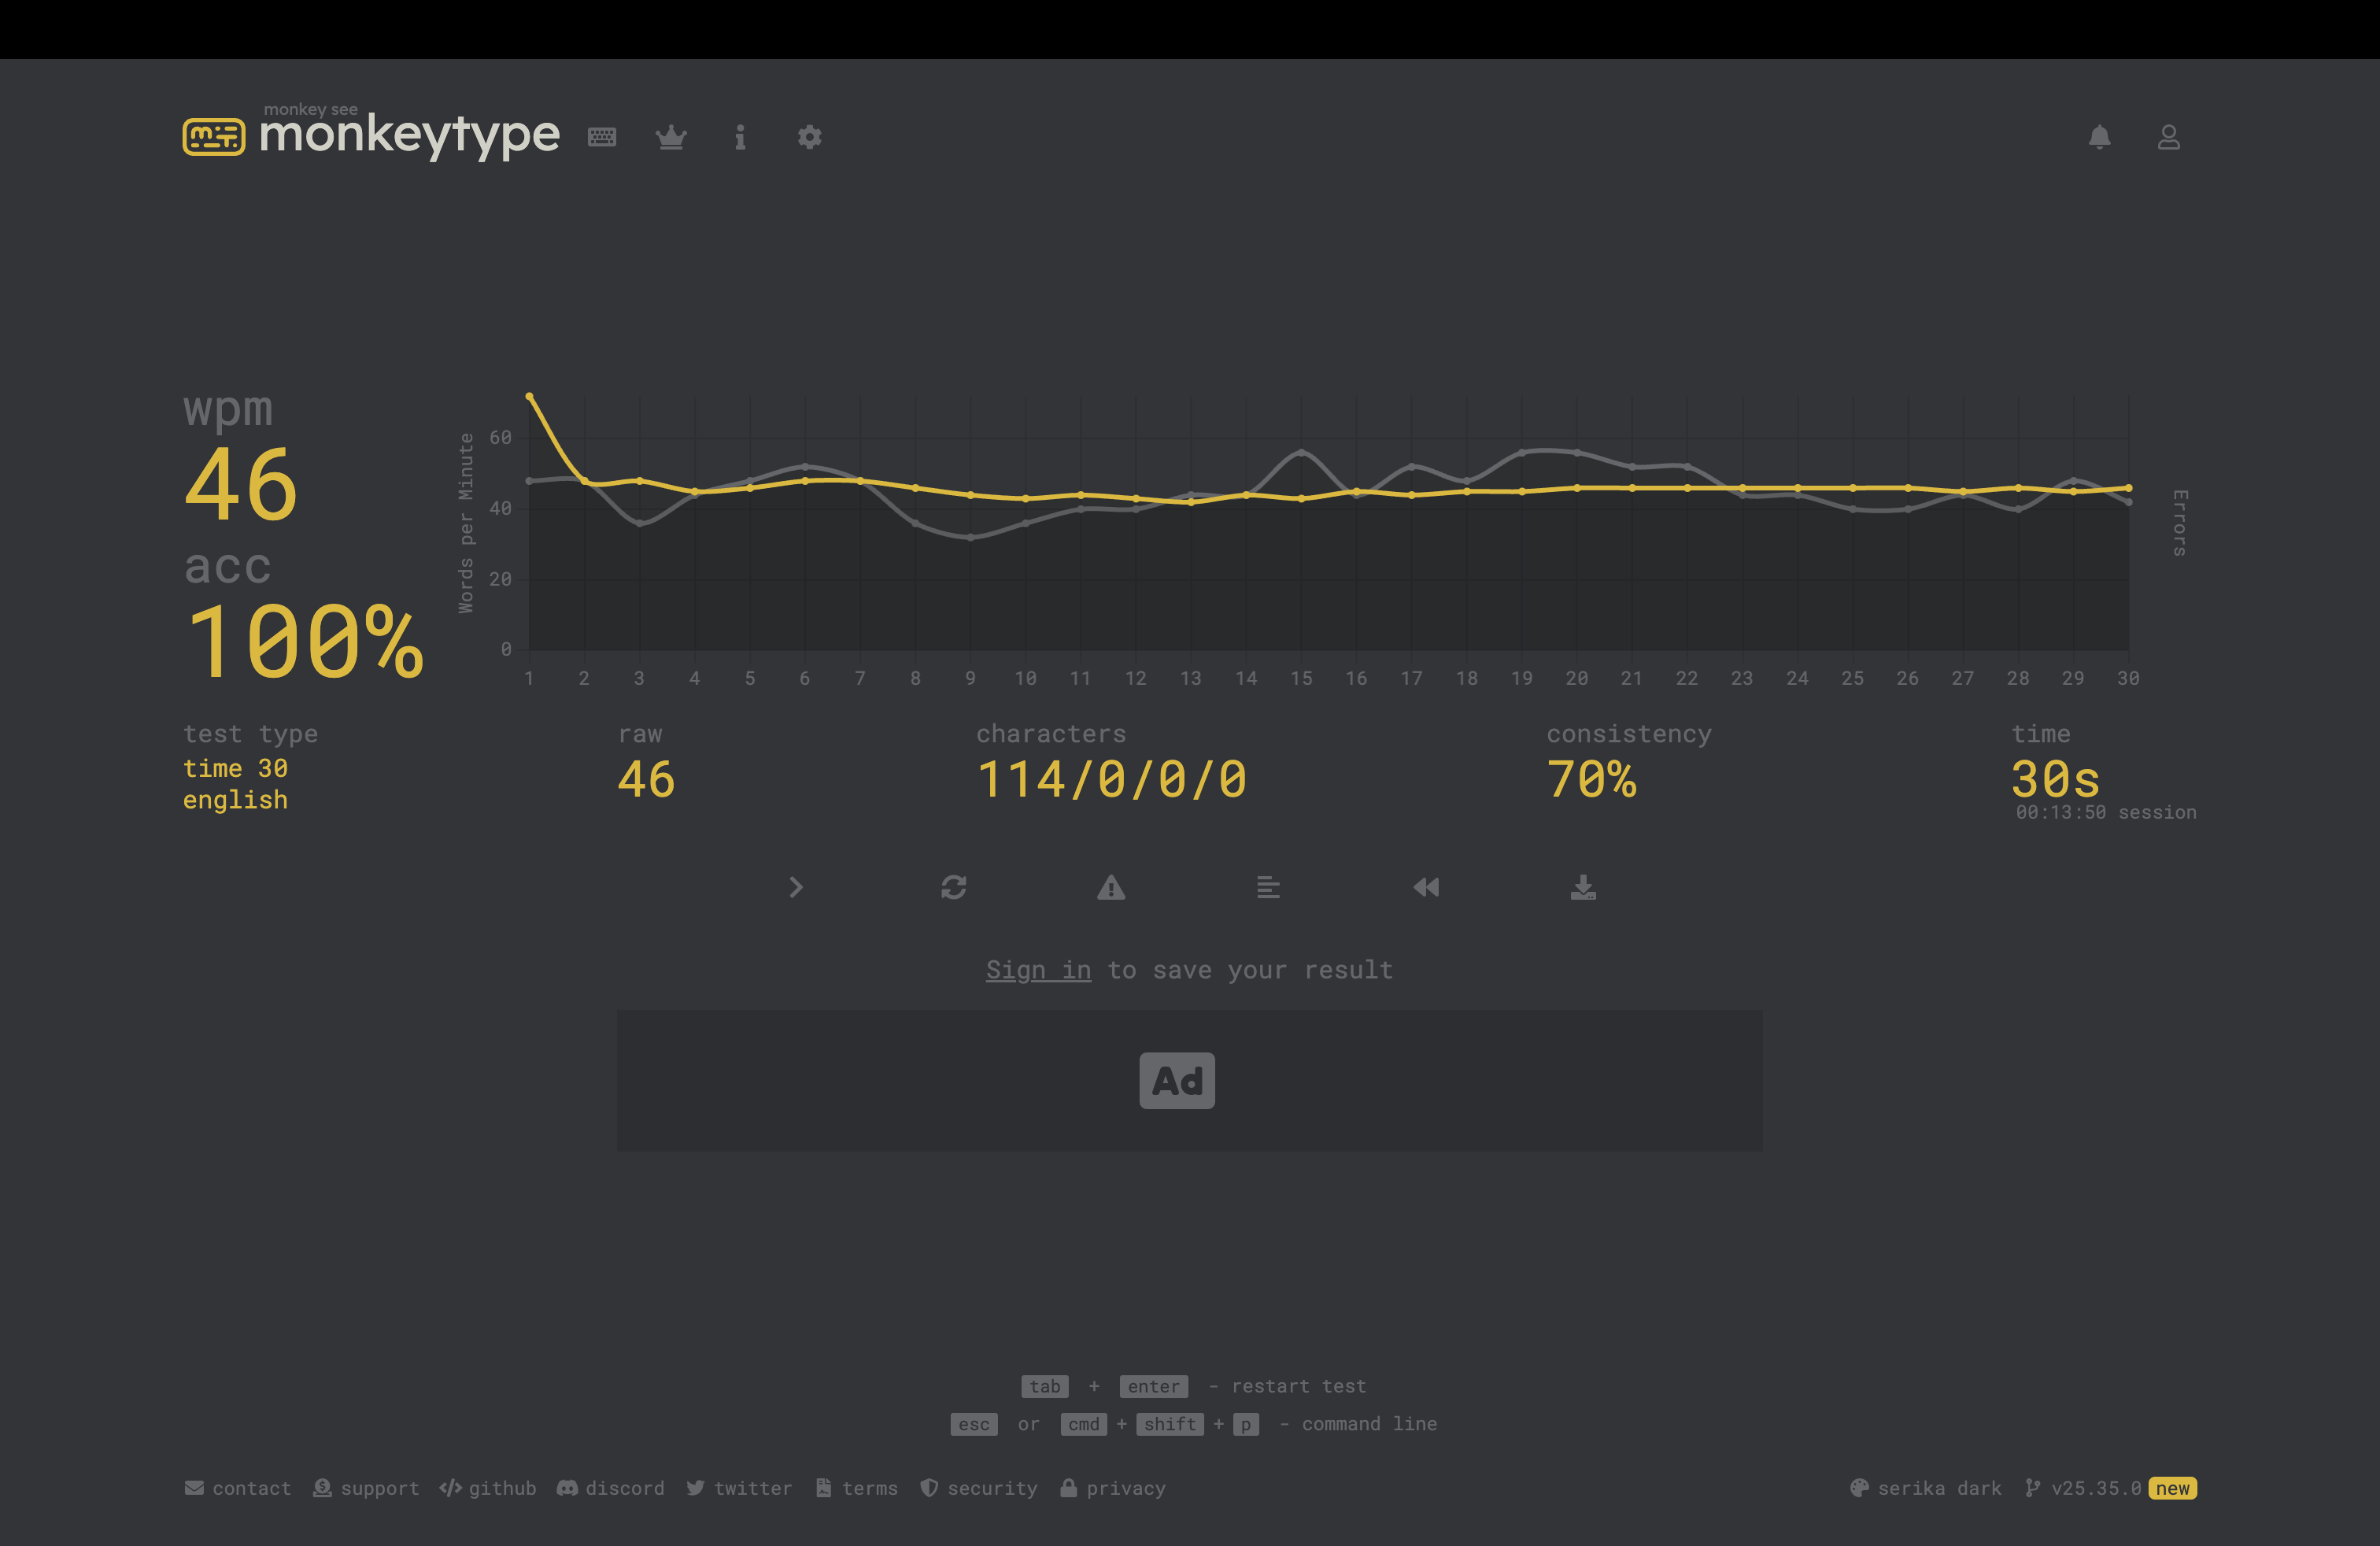 monkey see
monkeytype
wpm
46
acc
100%
Words per Minute
60
40
20
0
1 2 3 4 5 6 7 8 9 10 11 12 13 14 15 16 17 18 19 20 21 22 23 24 25 26 27 28 29 30
Errors
test type
time 30
english
raw
46
characters
114/0/0/0
consistency
70%
time
30s
00:13:50 session
Sign in to save your result
Ad
tab + enter - restart test
esc or cmd + shift + p - command line
contact support github discord twitter terms security privacy serika dark v25.35.0 new